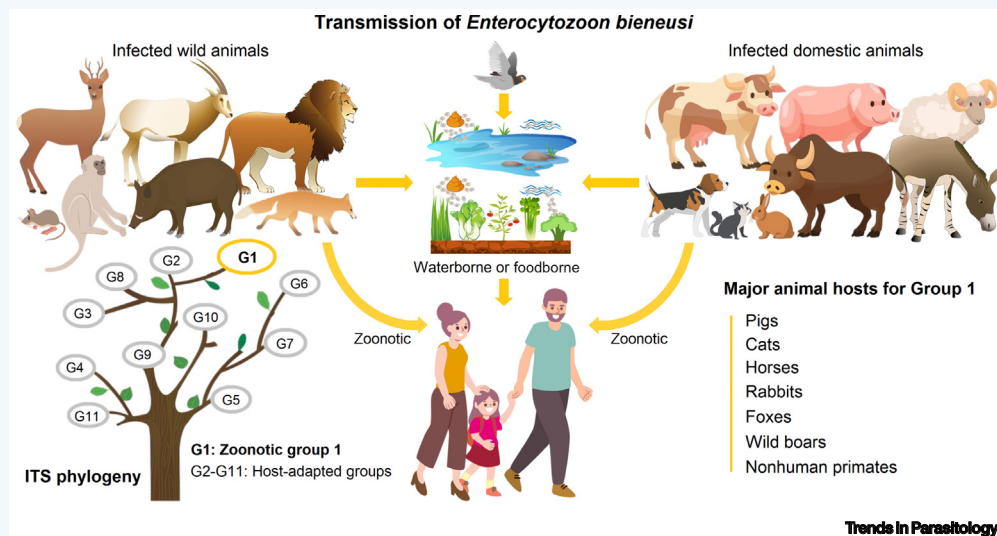 Transmission of Enterocytozoon bieneusi
Infected wild animals
Infected domestic animals
Waterborne or foodborne
Zoonotic
Zoonotic
G1
G2
G8
G3
G10
G6
G9
G7
G4
G5
G11
ITS phylogeny
G1: Zoonotic group 1
G2-G11: Host-adapted groups
Major animal hosts for Group 1
Pigs
Cats
Horses
Rabbits
Foxes
Wild boars
Nonhuman primates
Trends in Parasitology